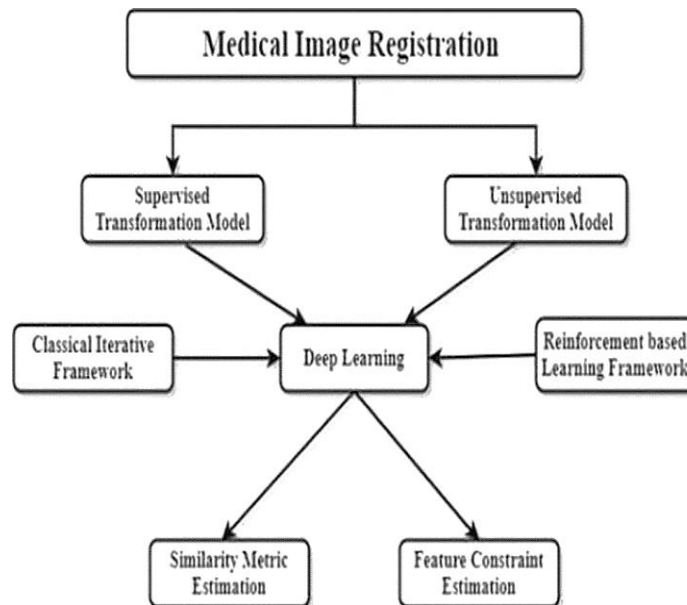 Medical Image Registration
Supervised
Transformation Model
Unsupervised
Transformation Model
Classical Iterative
Framework
Deep Learning
Reinforcement based
Learning Framework
Similarity Metric
Estimation
Feature Constraint
Estimation